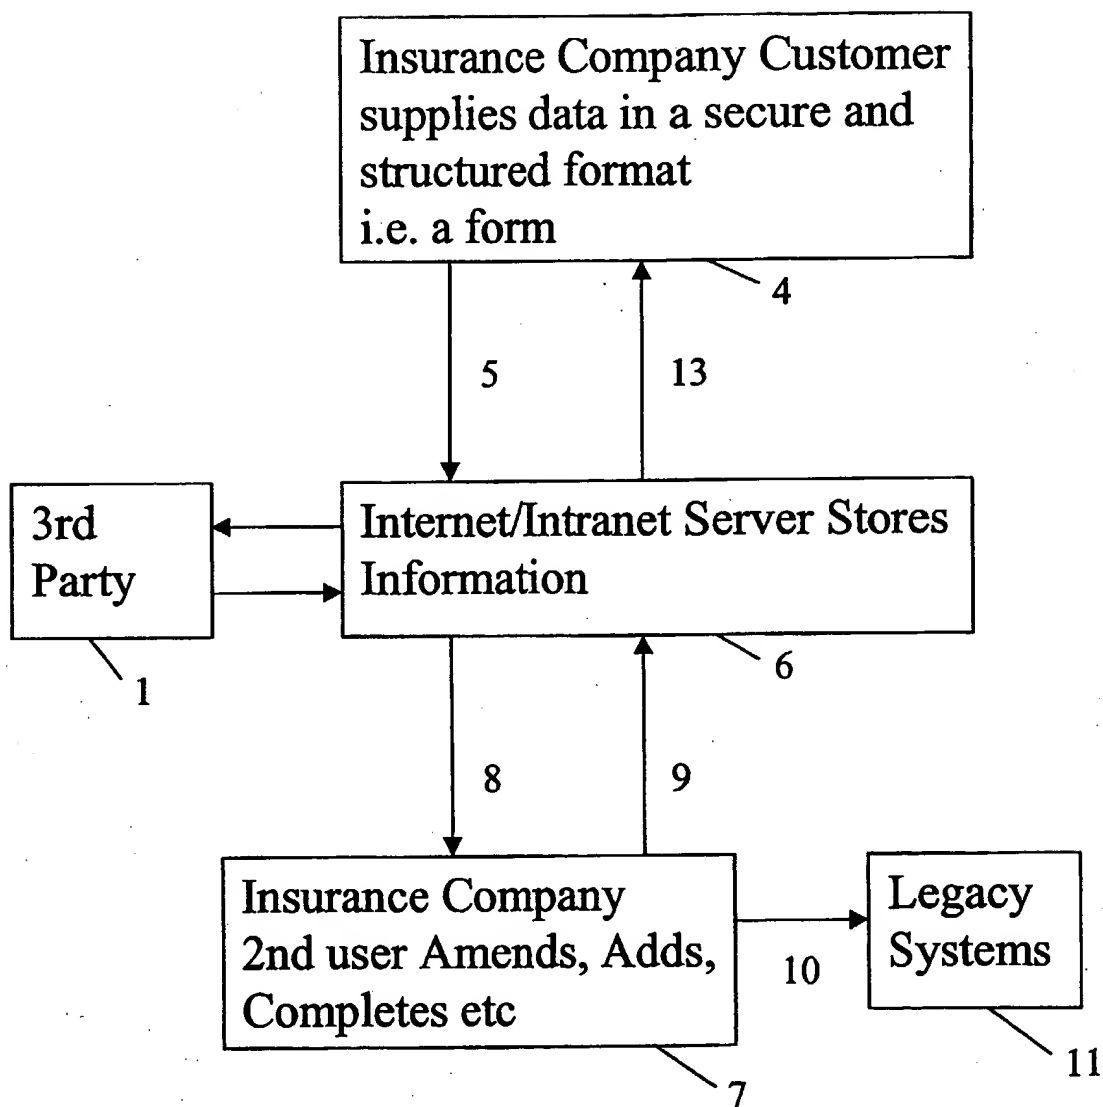 Insurance Company Customer
supplies data in a secure and
structured format
i.e. a form
4
5
13
3rd
Party
1
Internet/Intranet Server Stores
Information
6
8
9
Insurance Company
2nd user Amends, Adds,
Completes etc
7
10
Legacy
Systems
11